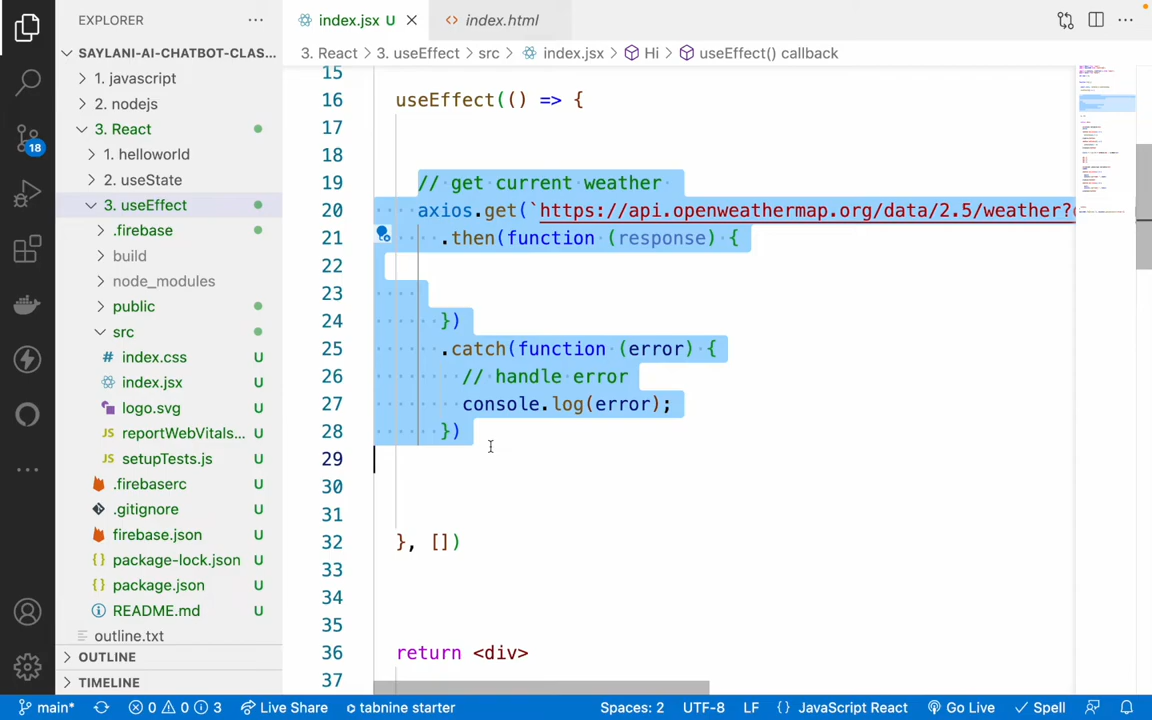 EXPLORER
SAYLANI-AI-CHATBOT-CLAS...
1. javascript
2. nodejs
3. React
1. helloworld
2. useState
3. useEffect
.firebase
build
node_modules
public
src
index.css U
index.jsx U
logo.svg U
reportWebVitals... U
setupTests.js U
.firebaserc U
.gitignore U
firebase.json U
package-lock.json U
package.json U
README.md U
outline.txt
OUTLINE
TIMELINE
18
index.jsx U
index.html
3. React > 3. useEffect > src > index.jsx > Hi > useEffect() callback
15
16 useEffect(() => {
17
18
19 // get current weather
20 axios.get(`https://api.openweathermap.org/data/2.5/weather?
21 .then(function (response) {
22
23
24 })
25 .catch(function (error) {
26 // handle error
27 console.log(error);
28 })
29
30
31
32 }, [])
33
34
35
36 return <div>
37
main* 0 0 3 Live Share tabnine starter Spaces: 2 UTF-8 LF {} JavaScript React Go Live Spell